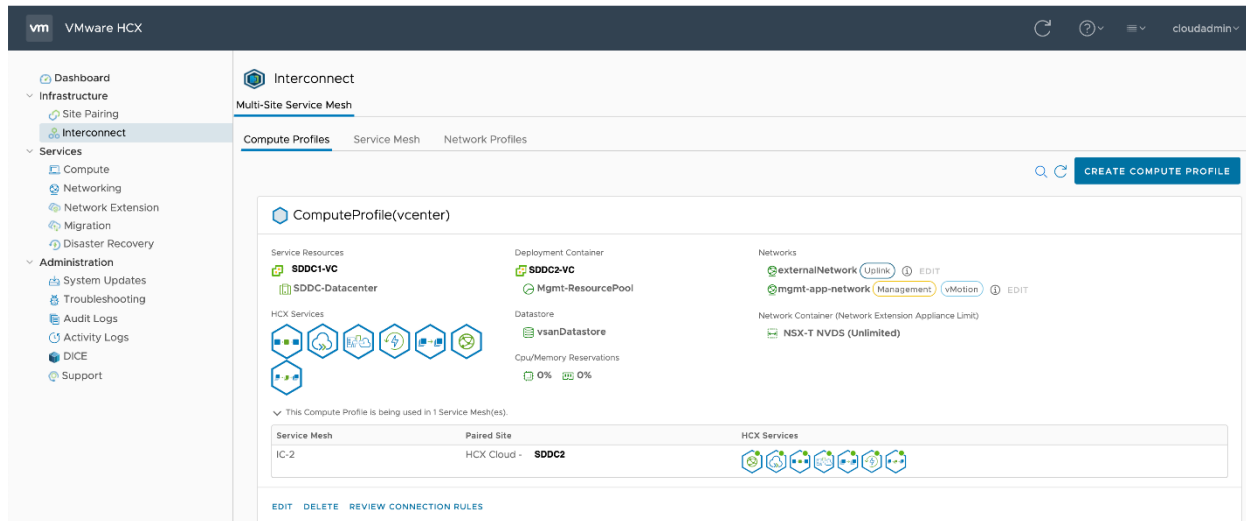 vm VMware HCX cloudadmin
Dashboard
Infrastructure
Site Pairing
Interconnect
Services
Compute
Networking
Network Extension
Migration
Disaster Recovery
Administration
System Updates
Troubleshooting
Audit Logs
Activity Logs
DICE
Support
Interconnect
Multi-Site Service Mesh
Compute Profiles Service Mesh Network Profiles
CREATE COMPUTE PROFILE
ComputeProfile(vcenter)
Service Resources
SDDC1-VC
SDDC-Datacenter
HCX Services
Deployment Container
SDDC2-VC
Mgmt-ResourcePool
Datastore
vsanDatastore
Cpu/Memory Reservations
0% 0%
Networks
externalNetwork Uplink EDIT
mgmt-app-network Management vMotion EDIT
Network Container (Network Extension Appliance Limit)
NSX-T NVDS (Unlimited)
This Compute Profile is being used in 1 Service Mesh(es).
Service Mesh Paired Site HCX Services
IC-2 HCX Cloud - SDDC2
EDIT DELETE REVIEW CONNECTION RULES